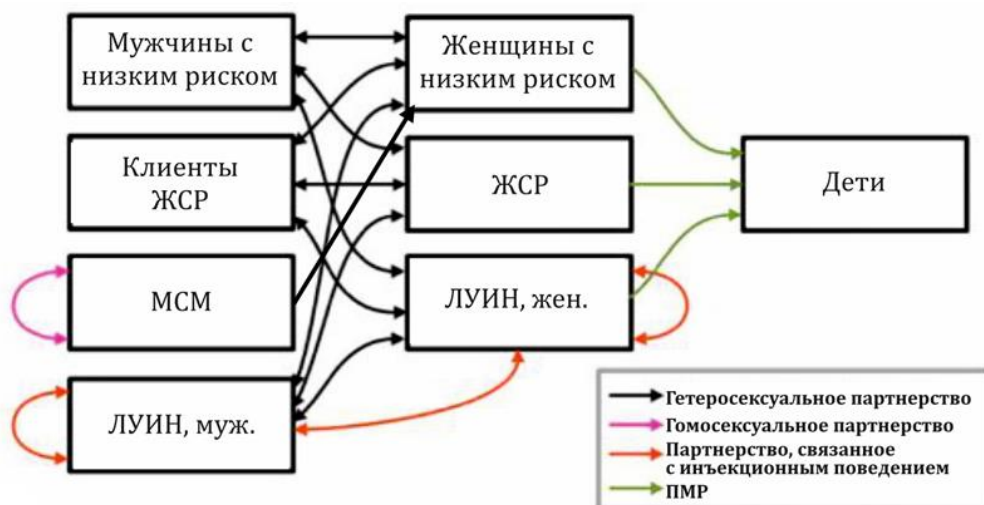 Мужчины с
низким риском
Женщины с
низким риском
Клиенты
ЖСР
ЖСР
Дети
МСМ
ЛУИН, жен.
ЛУИН, муж.
Гетеросексуальное партнерство
Гомосексуальное партнерство
Партнерство, связанное
с инъекционным поведением
ПМР